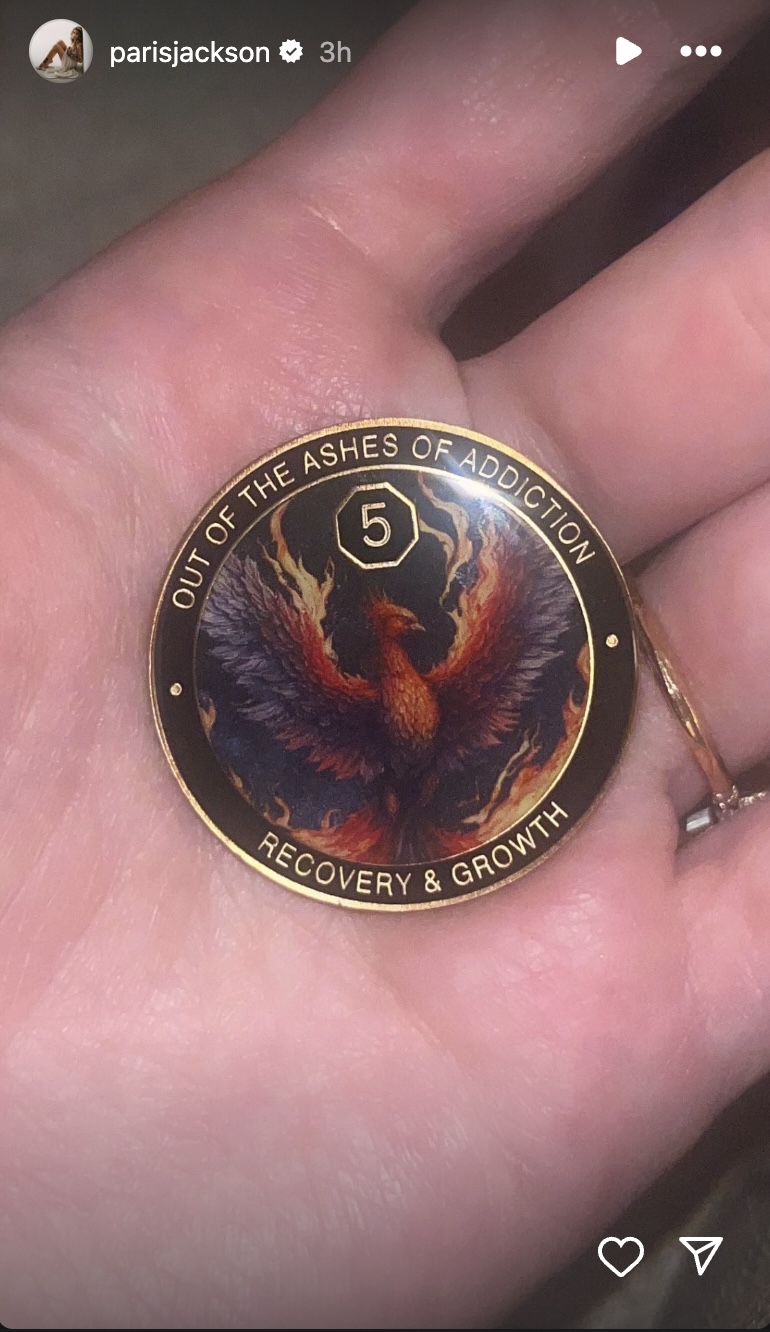 parisjackson 3h
OUT OF THE ASHES OF ADDICTION
5
RECOVERY & GROWTH